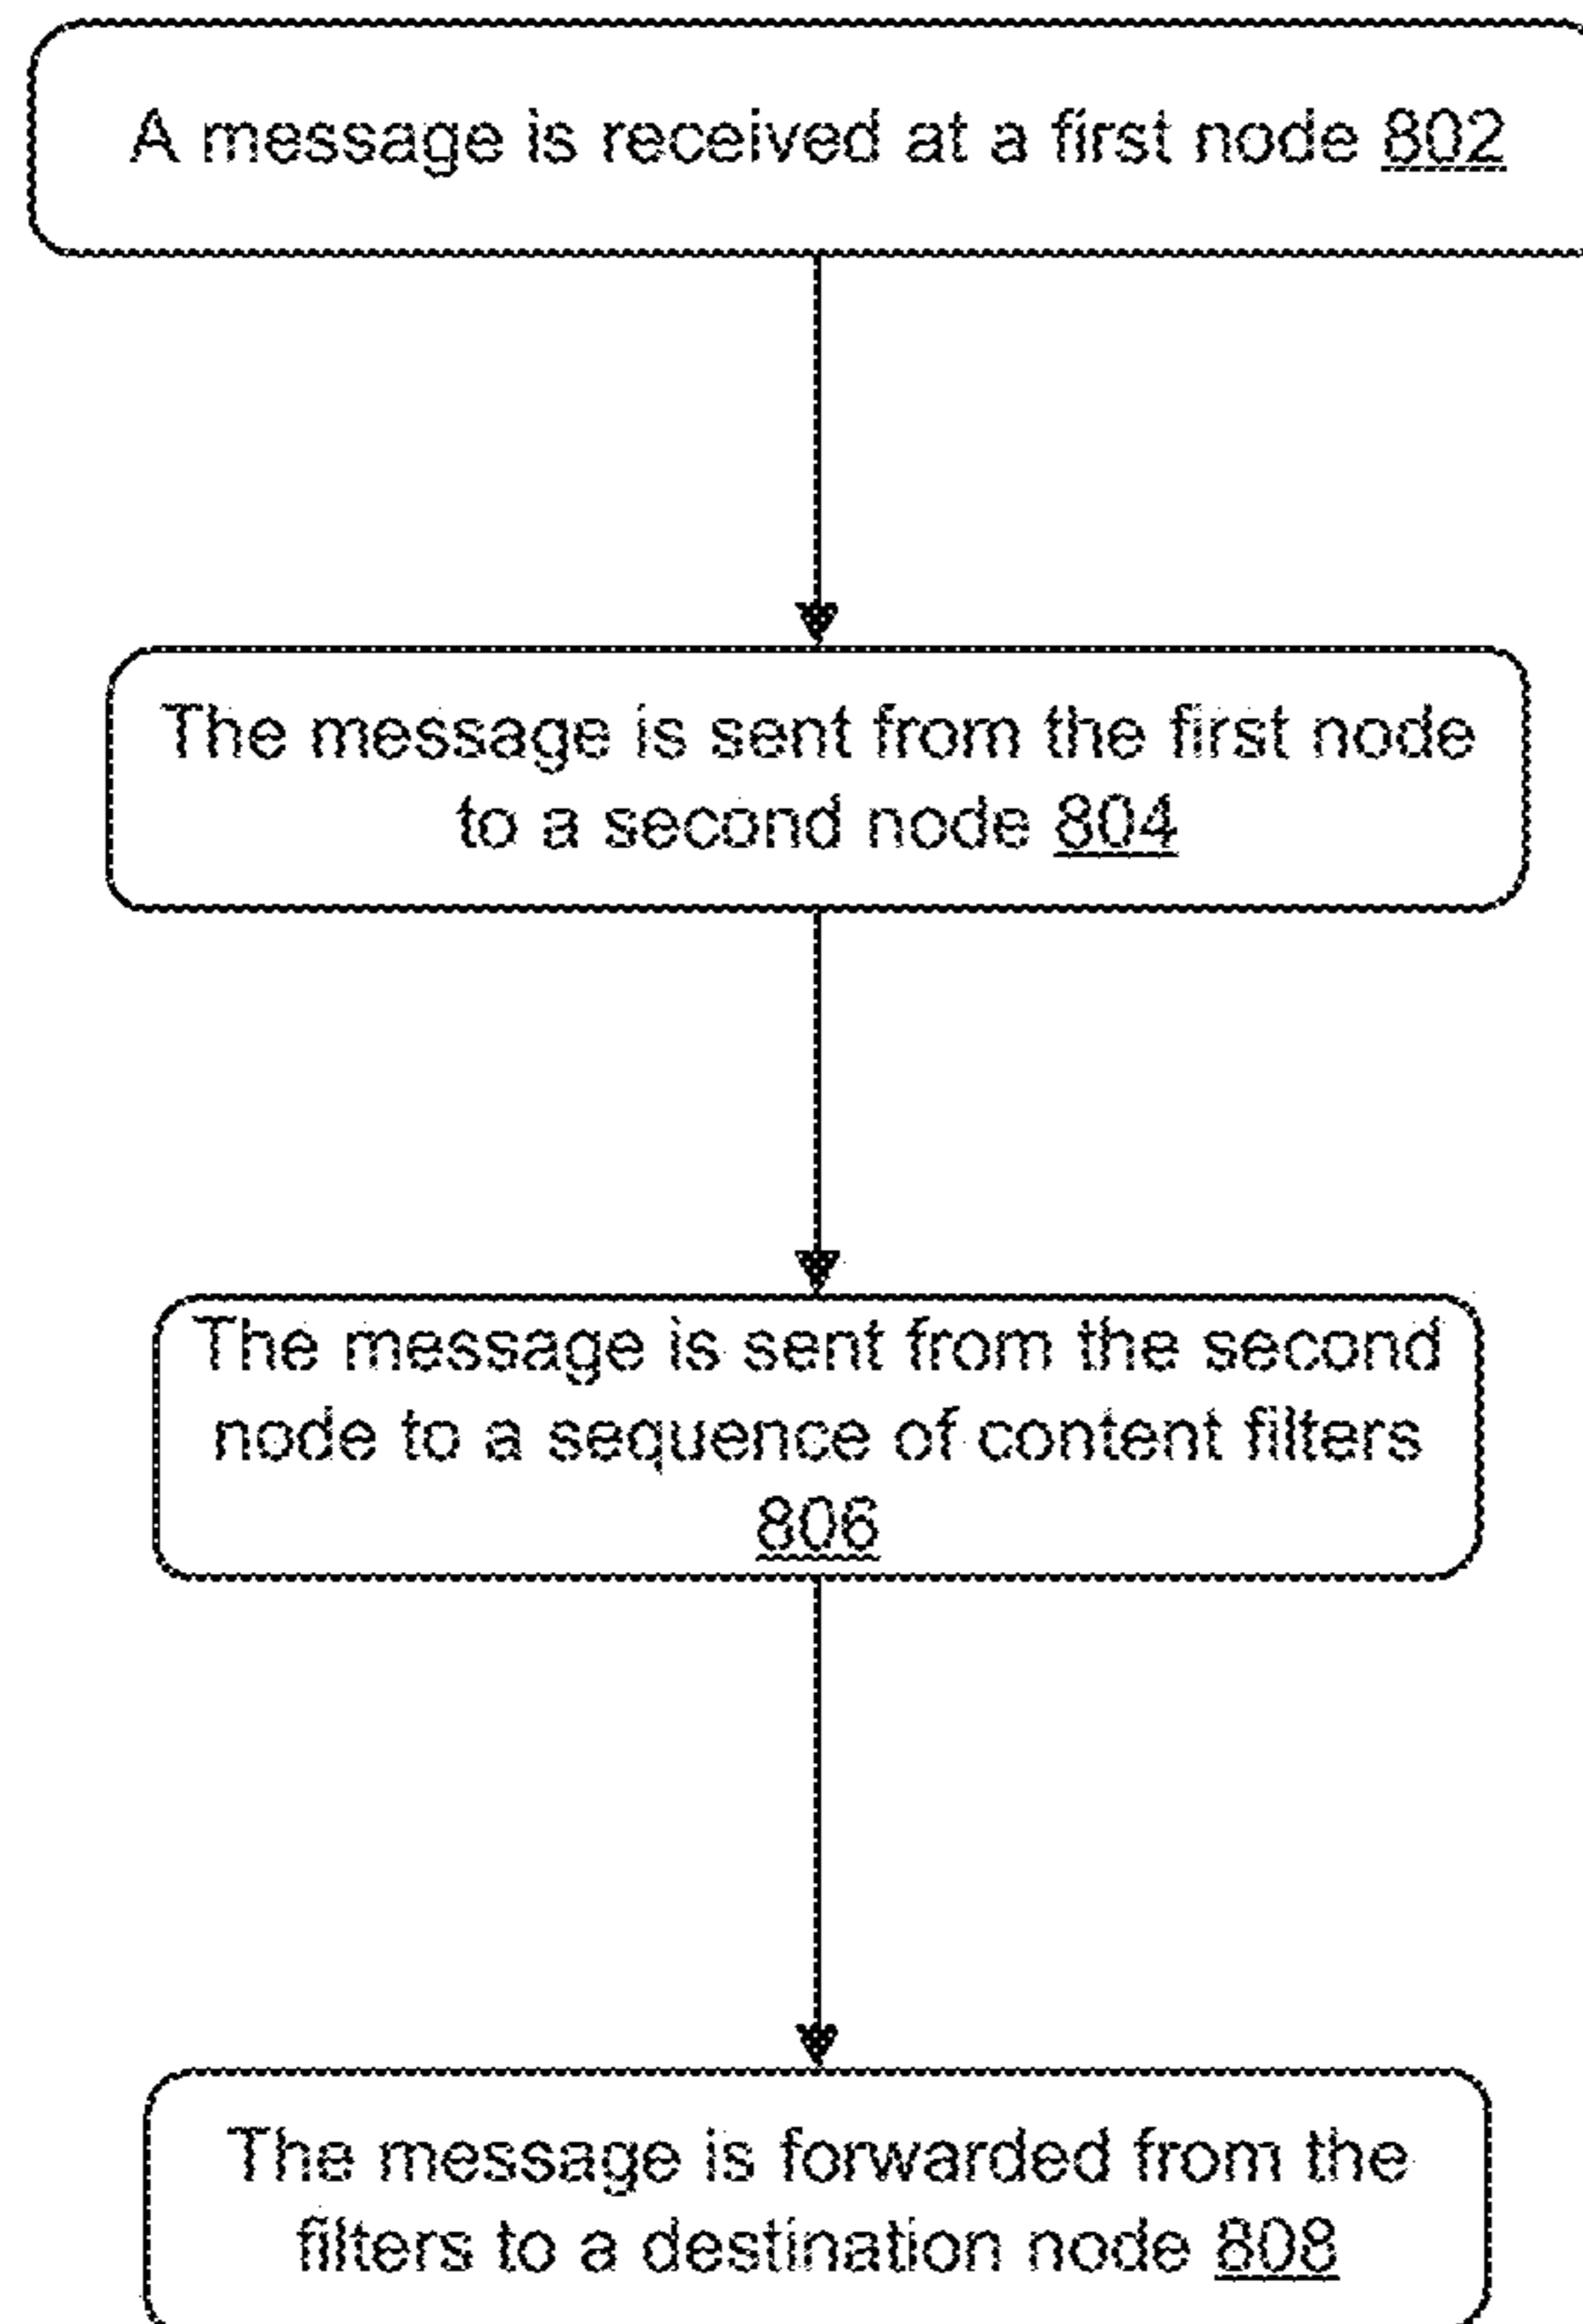 A message is received at a first node 802
The message is sent from the first node
to a second node 804
The message is sent from the second
node to a sequence of content filters
806
The message is forwarded from the
filters to a destination node 808